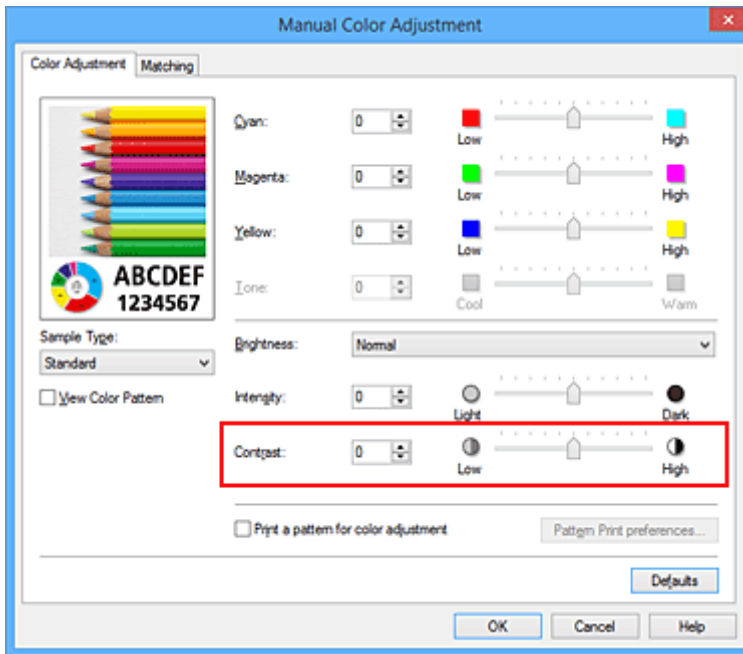 Manual Color Adjustment
Color Adjustment Matching
Cyan: 0 Low High
Magenta: 0 Low High
Yellow: 0 Low High
ABCDEF
1234567
Tone: 0 Cool Warm
Sample Type:
Standard
View Color Pattern
Brightness: Normal
Intensity: 0 Light Dark
Contrast: 0 Low High
Print a pattern for color adjustment Pattern Print preferences...
Defaults
OK Cancel Help